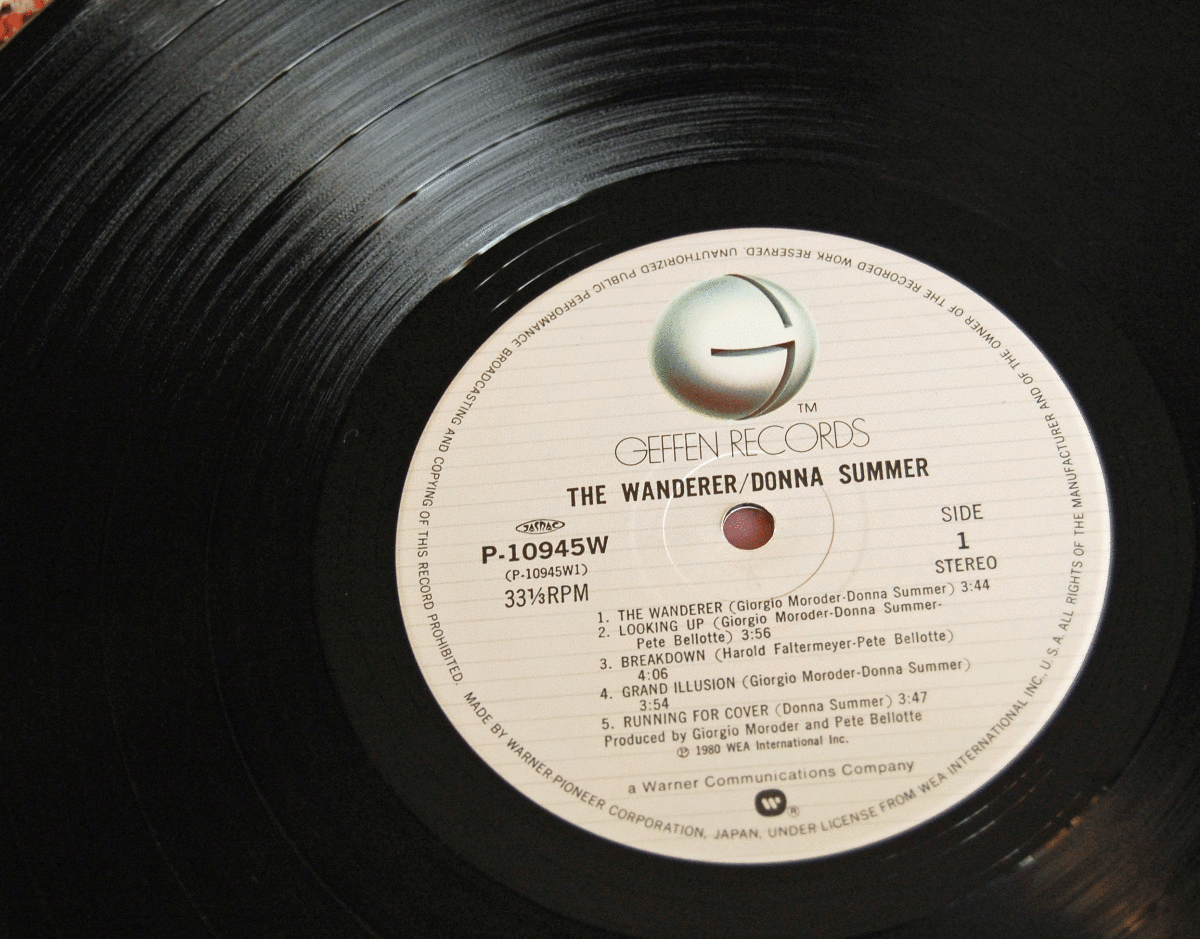 TM
GEFFEN RECORDS
THE WANDERER/DONNA SUMMER
JASRAC
P-10945W
(P-10945W1)
33⅓RPM
SIDE
1
STEREO
1. THE WANDERER (Giorgio Moroder-Donna Summer) 3:44
2. LOOKING UP (Giorgio Moroder-Donna Summer-
Pete Bellotte) 3:56
3. BREAKDOWN (Harold Faltermeyer-Pete Bellotte)
4:06
4. GRAND ILLUSION (Giorgio Moroder-Donna Summer)
3:54
5. RUNNING FOR COVER (Donna Summer) 3:47
Produced by Giorgio Moroder and Pete Bellotte
℗ 1980 WEA International Inc.
a Warner Communications Company
W ®
MADE BY WARNER-PIONEER CORPORATION, JAPAN. UNDER LICENSE FROM WEA INTERNATIONAL INC., U.S.A. ALL RIGHTS OF THE MANUFACTURER AND OF THE OWNER OF THE RECORDED WORK RESERVED. UNAUTHORIZED PUBLIC PERFORMANCE BROADCASTING AND COPYING OF THIS RECORD PROHIBITED.